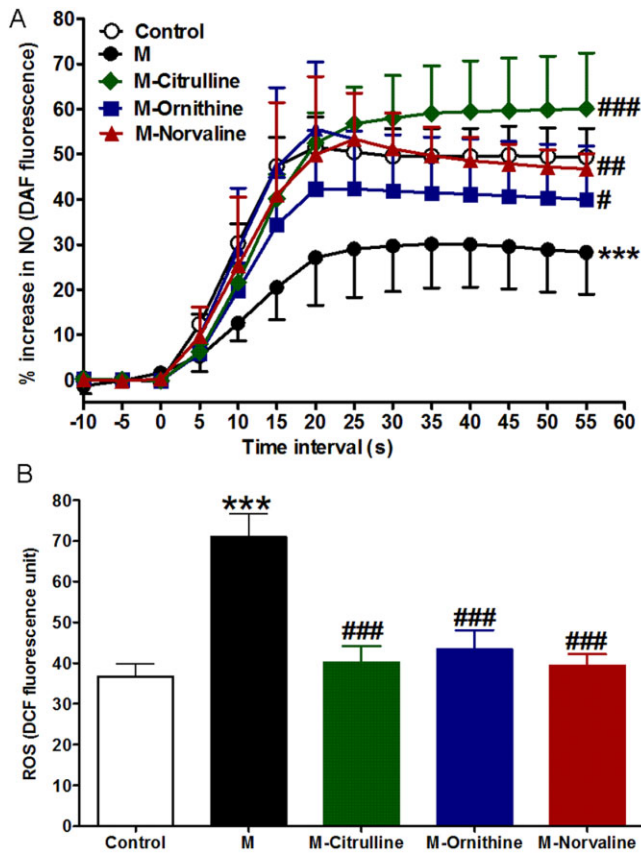 A
% increase in NO (DAF fluorescence)
80
70
60
50
40
30
20
10
0
Control
M
M-Citrulline
M-Ornithine
M-Norvaline
###
##
#
***
-10 -5 0 5 10 15 20 25 30 35 40 45 50 55 60
Time interval (s)
B
ROS (DCF fluorescence unit)
80
70
60
50
40
30
20
10
0
***
###
###
###
Control M M-Citrulline M-Ornithine M-Norvaline